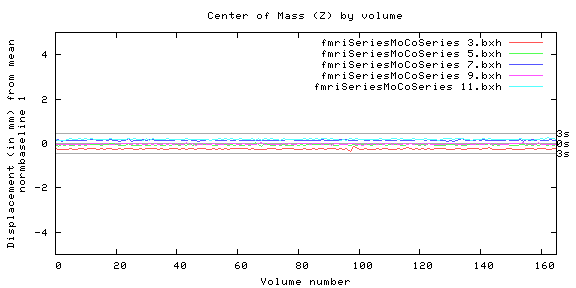 Center of Mass (Z) by volume
Displacement (in mm) from mean
normbaseline 1
fmriSeriesMoCoSeries 3.bxh
fmriSeriesMoCoSeries 5.bxh
fmriSeriesMoCoSeries 7.bxh
fmriSeriesMoCoSeries 9.bxh
fmriSeriesMoCoSeries 11.bxh
4
2
0
-2
-4
3s
0s
3s
0 20 40 60 80 100 120 140 160
Volume number